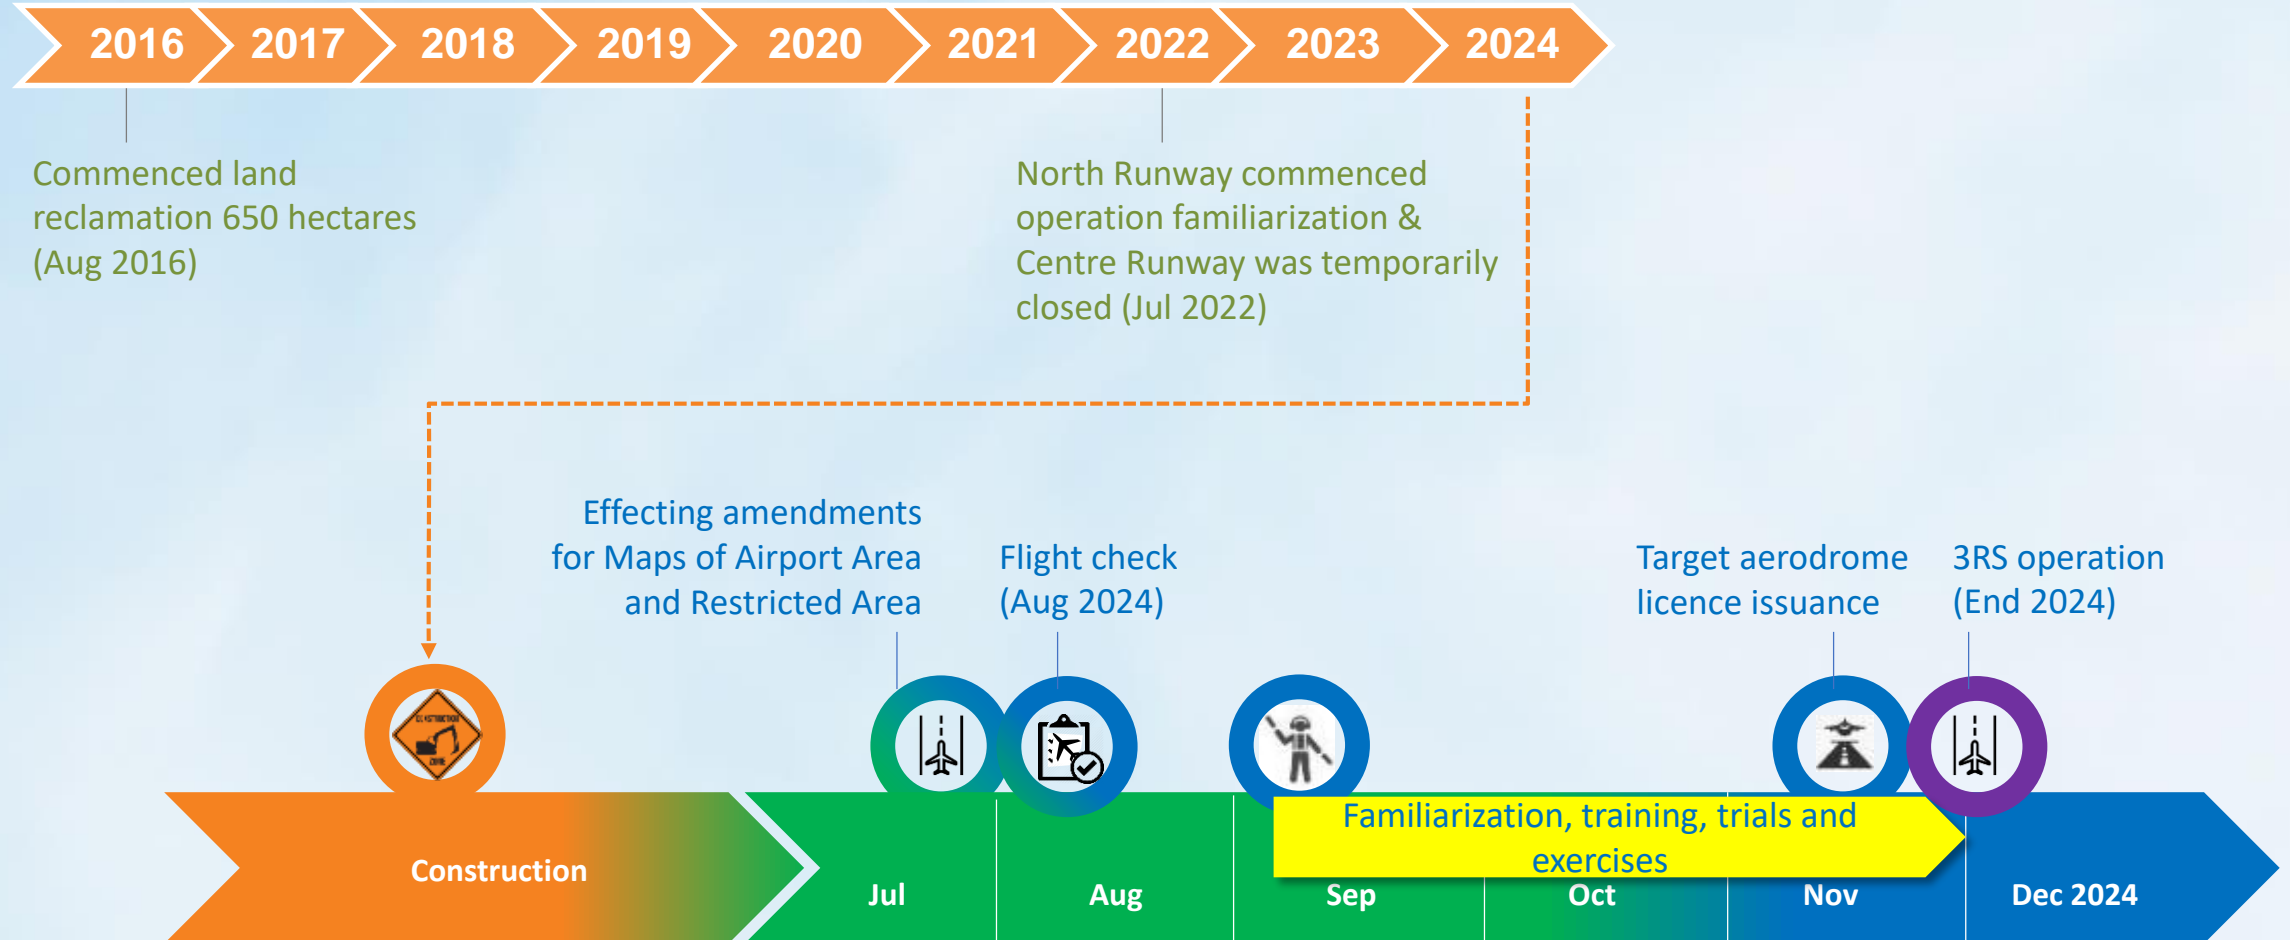 2016 2017 2018 2019 2020 2021 2022 2023 2024
Commenced land
reclamation 650 hectares
(Aug 2016)
North Runway commenced
operation familiarization &
Centre Runway was temporarily
closed (Jul 2022)
Effecting amendments
for Maps of Airport Area
and Restricted Area
Flight check
(Aug 2024)
Target aerodrome
licence issuance
3RS operation
(End 2024)
ZONE
Familiarization, training, trials and
exercises
Construction
Jul
Aug
Sep
Oct
Nov
Dec 2024